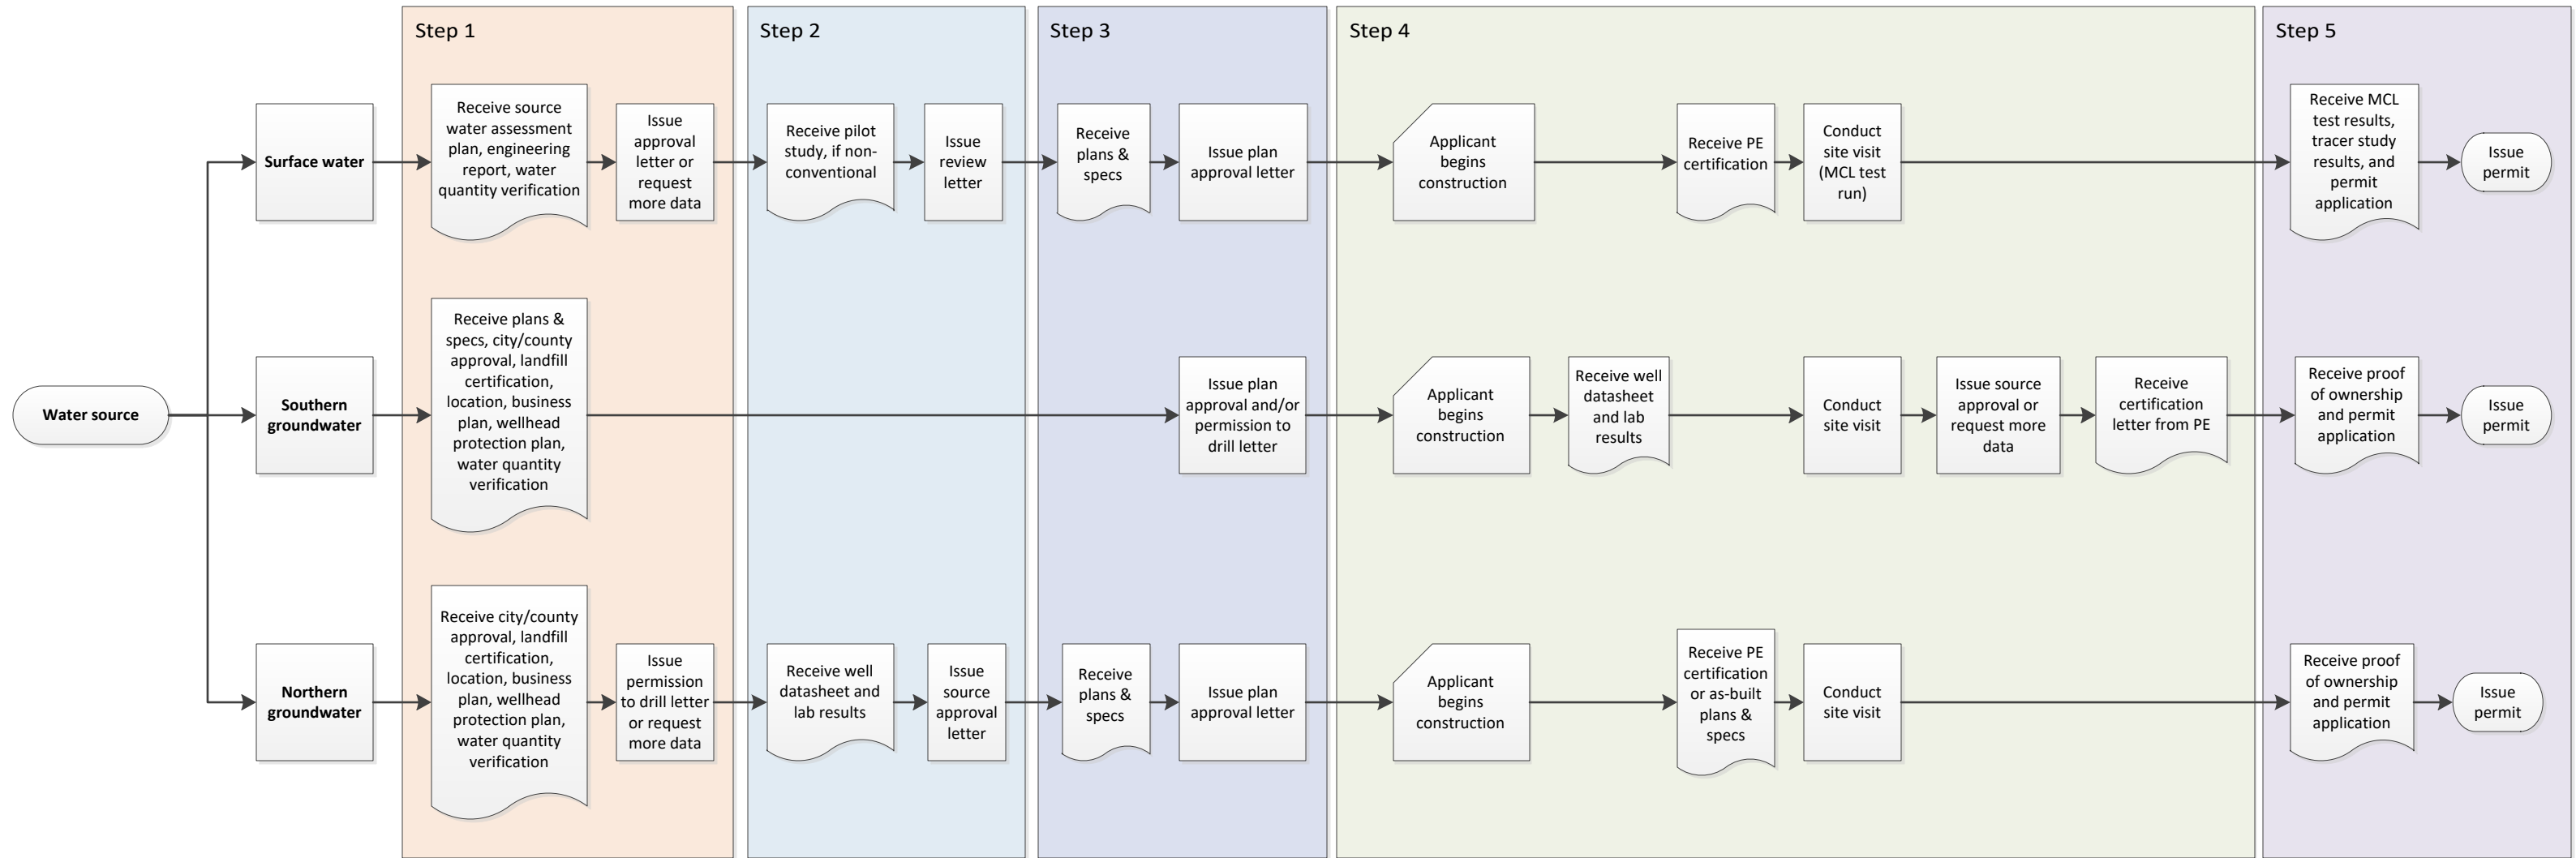 Step 1
Step 2
Step 3
Step 4
Step 5
Water source
Surface water
Receive source
water assessment
plan, engineering
report, water
quantity verification
Issue
approval
letter or
request
more data
Receive pilot
study, if non-
conventional
Issue
review
letter
Receive
plans &
specs
Issue plan
approval letter
Applicant
begins
construction
Receive PE
certification
Conduct
site visit
(MCL test
run)
Receive MCL
test results,
tracer study
results, and
permit
application
Issue
permit
Southern
groundwater
Receive plans &
specs, city/county
approval, landfill
certification,
location, business
plan, wellhead
protection plan,
water quantity
verification
Issue plan
approval and/or
permission to
drill letter
Applicant
begins
construction
Receive well
datasheet
and lab
results
Conduct
site visit
Issue source
approval or
request more
data
Receive
certification
letter from PE
Receive proof
of ownership
and permit
application
Issue
permit
Northern
groundwater
Receive city/county
approval, landfill
certification,
location, business
plan, wellhead
protection plan,
water quantity
verification
Issue
permission
to drill letter
or request
more data
Receive well
datasheet and
lab results
Issue
source
approval
letter
Receive
plans &
specs
Issue plan
approval letter
Applicant
begins
construction
Receive PE
certification
or as-built
plans &
specs
Conduct
site visit
Receive proof
of ownership
and permit
application
Issue
permit